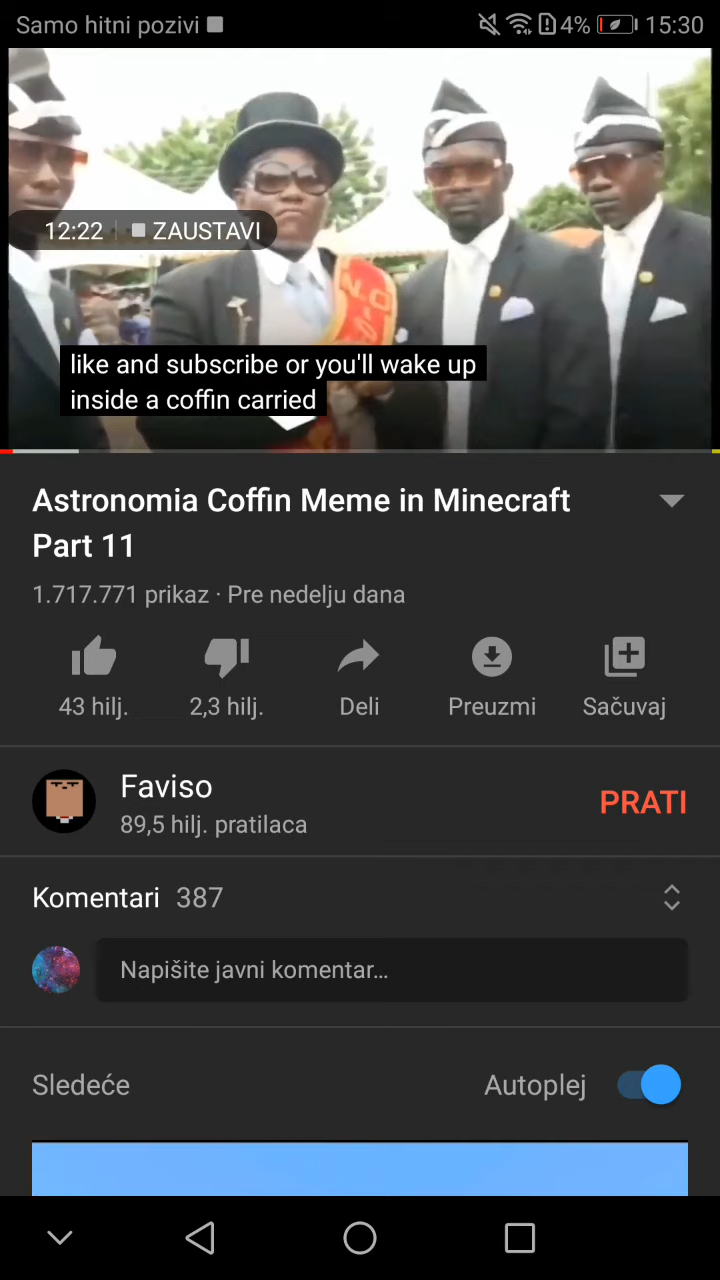 Samo hitni pozivi
4% 15:30
12:22 ZAUSTAVI
like and subscribe or you'll wake up
inside a coffin carried
Astronomia Coffin Meme in Minecraft
Part 11
1.717.771 prikaz · Pre nedelju dana
43 hilj. 2,3 hilj. Deli Preuzmi Sačuvaj
Faviso
PRATI
89,5 hilj. pratilaca
Komentari 387
Napišite javni komentar...
Sledeće Autoplej